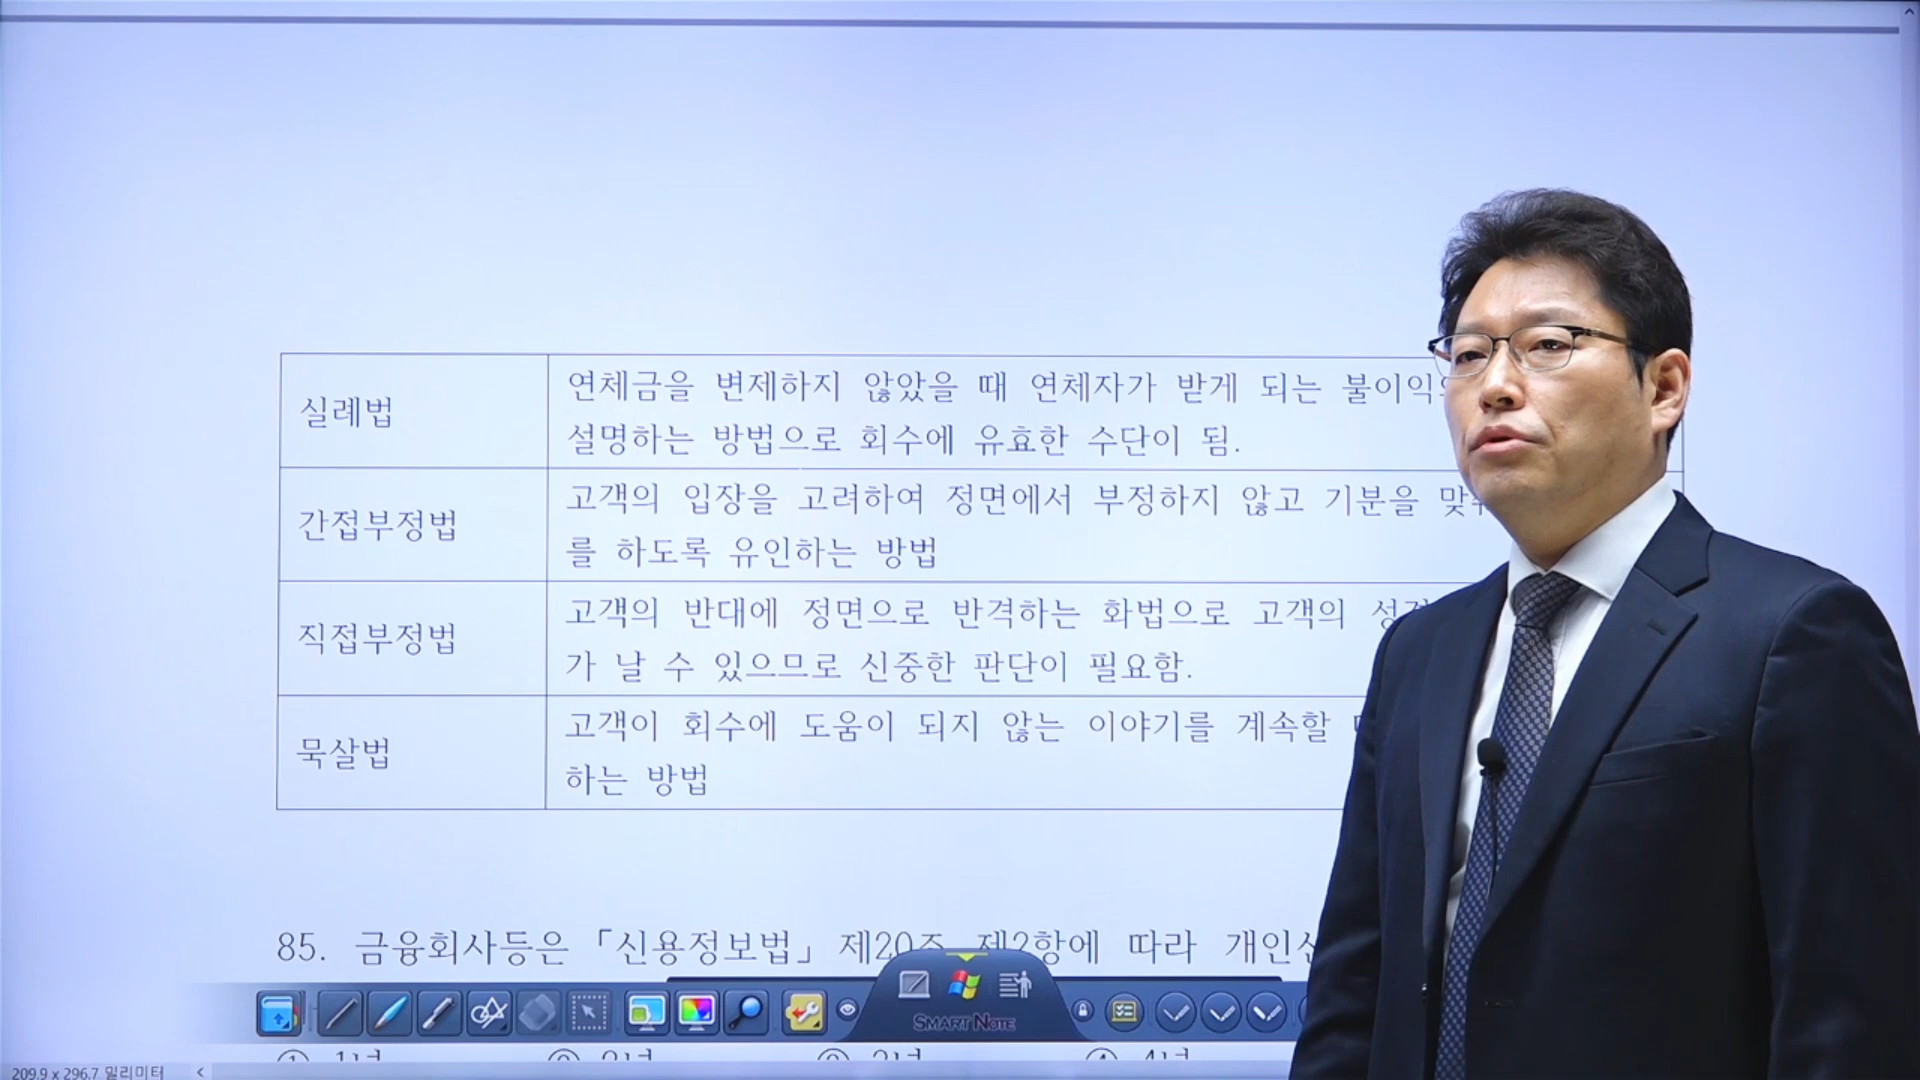 실례법
연체금을 변제하지 않았을 때 연체자가 받게 되는 불이익
설명하는 방법으로 회수에 유효한 수단이 됨.
간접부정법
고객의 입장을 고려하여 정면에서 부정하지 않고 기분을
를 하도록 유인하는 방법
직접부정법
고객의 반대에 정면으로 반격하는 화법으로 고객의
가 날 수 있으므로 신중한 판단이 필요함.
묵살법
고객이 회수에 도움이 되지 않는 이야기를 계속할
하는 방법
85. 금융회사등은 「신용정보법」 제20조 제2항에 따라
SMART NOTE
209.9 x 296.7 밀리미터